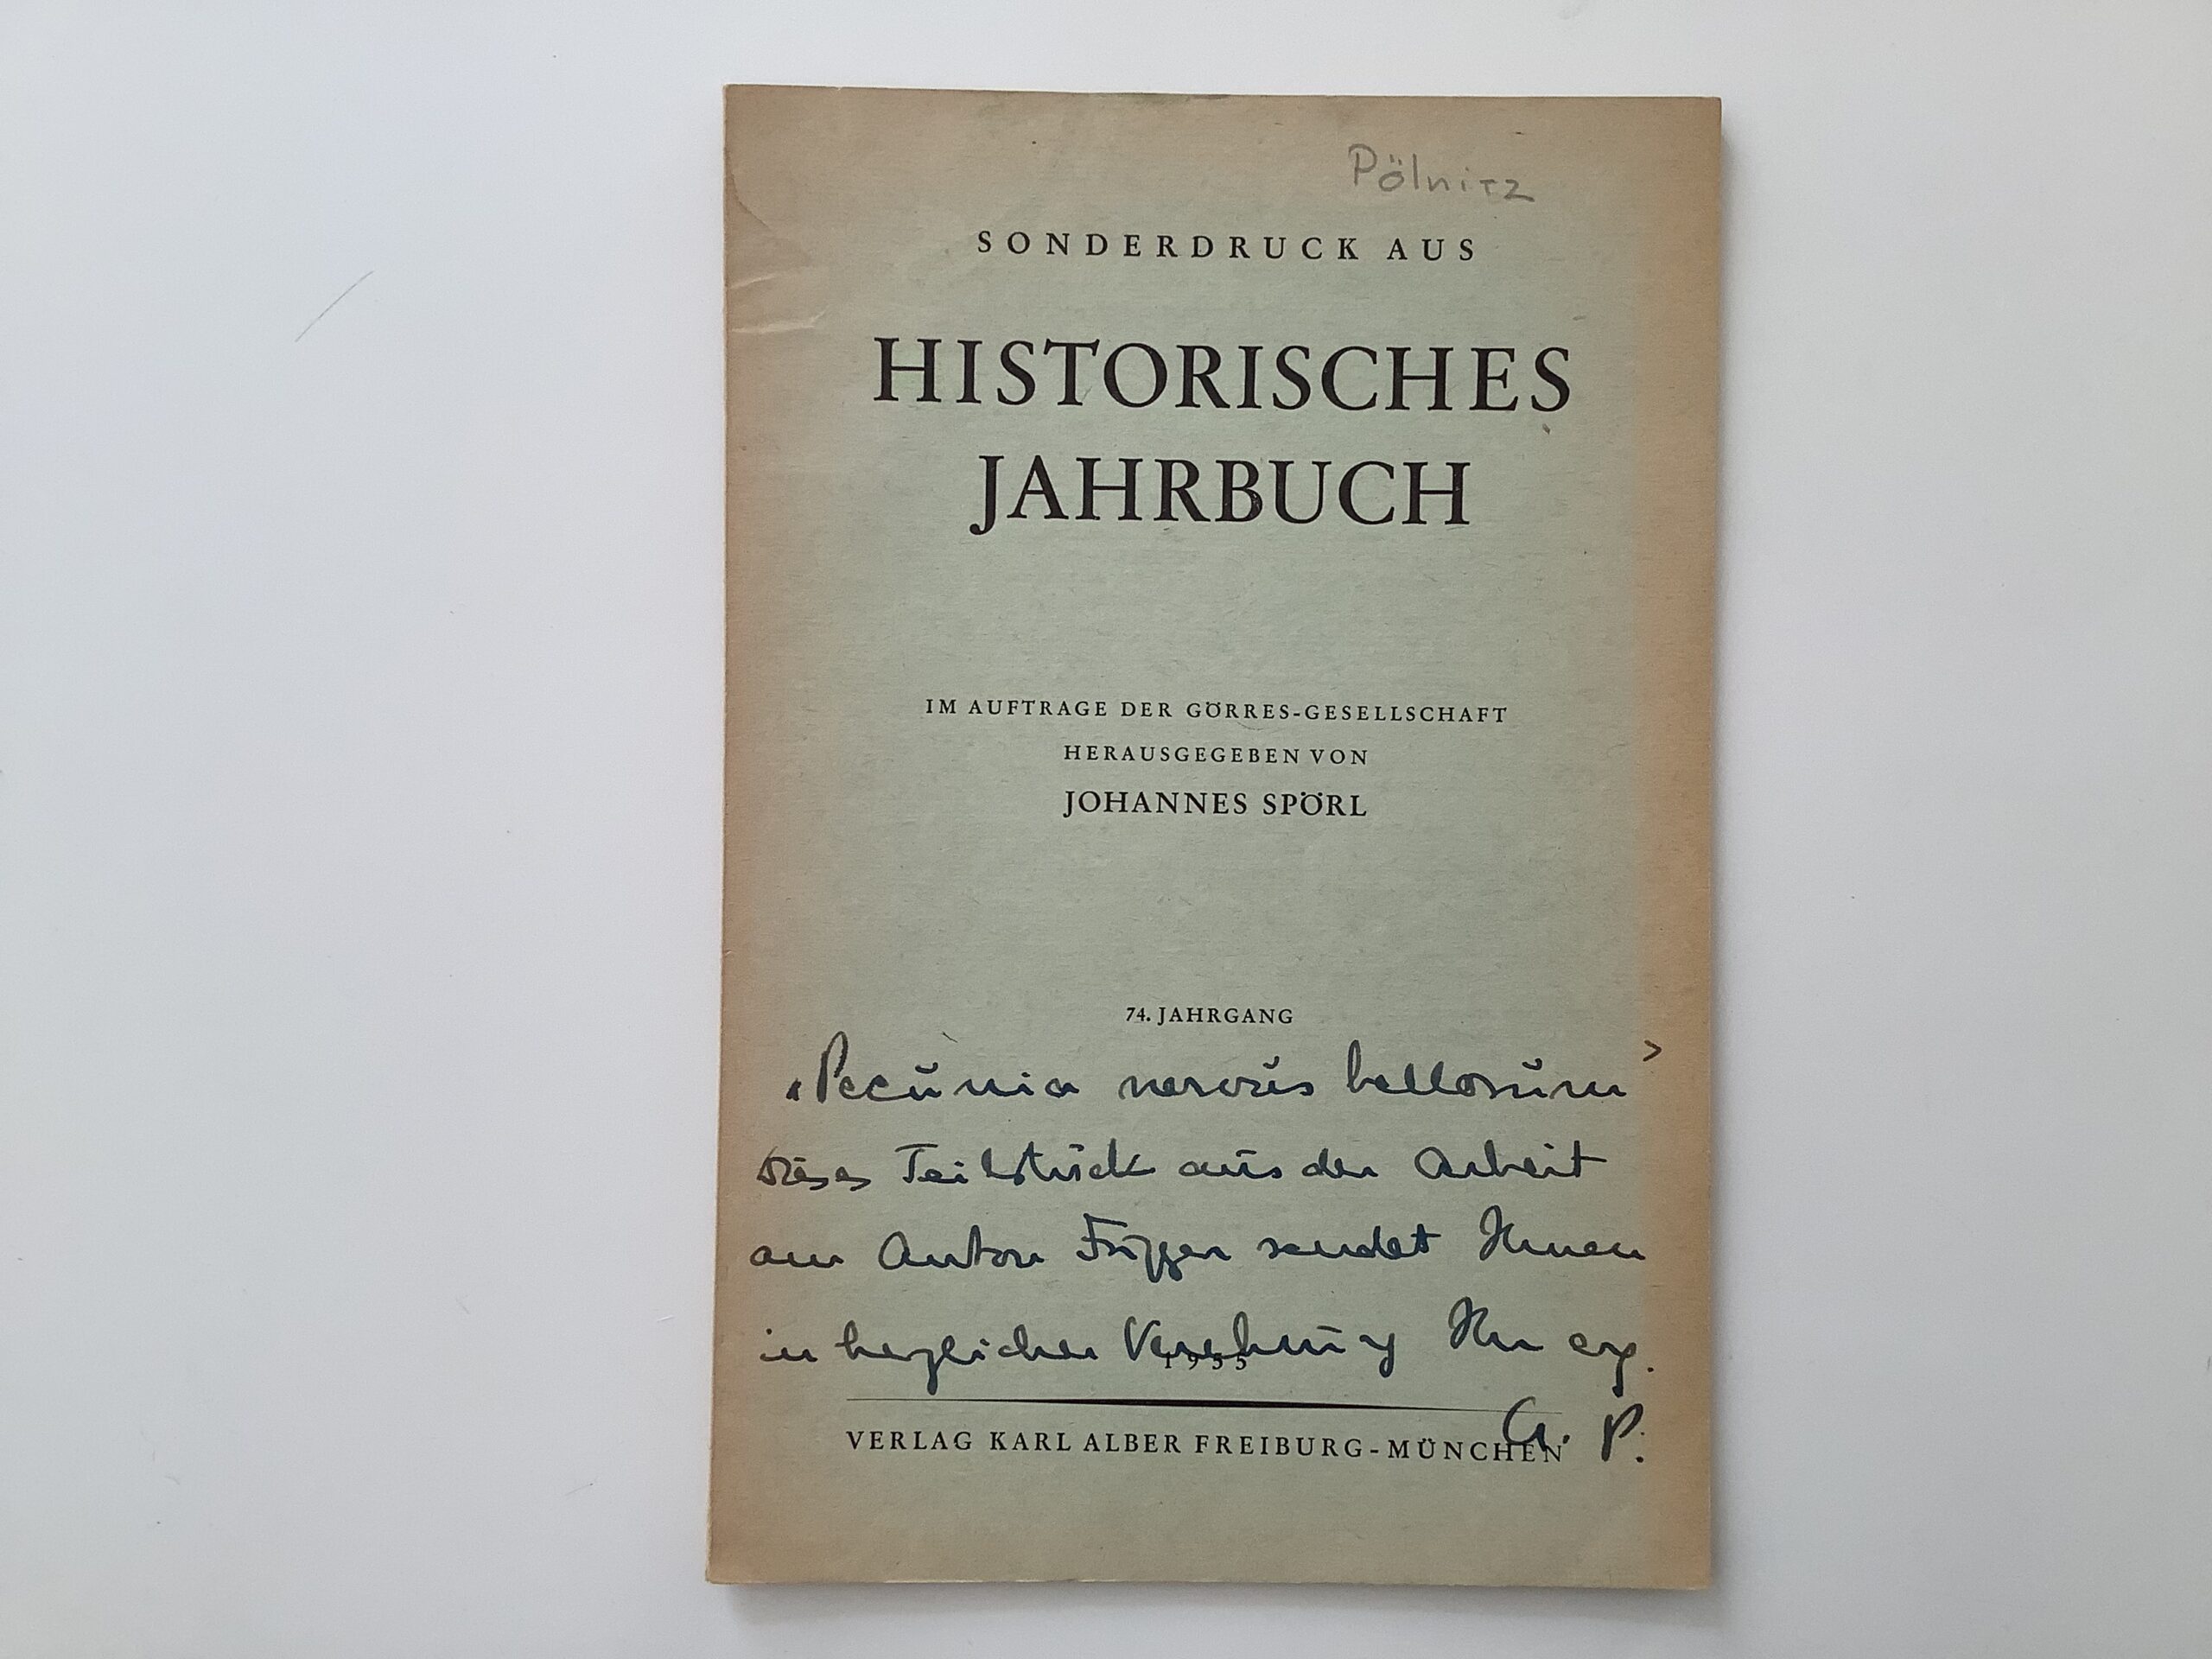 Pölnitz
SONDERDRUCK AUS
HISTORISCHES
JAHRBUCH
IM AUFTRAGE DER GÖRRES-GESELLSCHAFT
HERAUSGEGEBEN VON
JOHANNES SPÖRL
74. JAHRGANG
„Pecunia nervus bellorum"
Dieses Teilstück aus der Arbeit
am Anton Fugger sendet Ihnen
in herzlicher Verehrung Ihr erg.
1955
G. P.
VERLAG KARL ALBER FREIBURG-MÜNCHEN